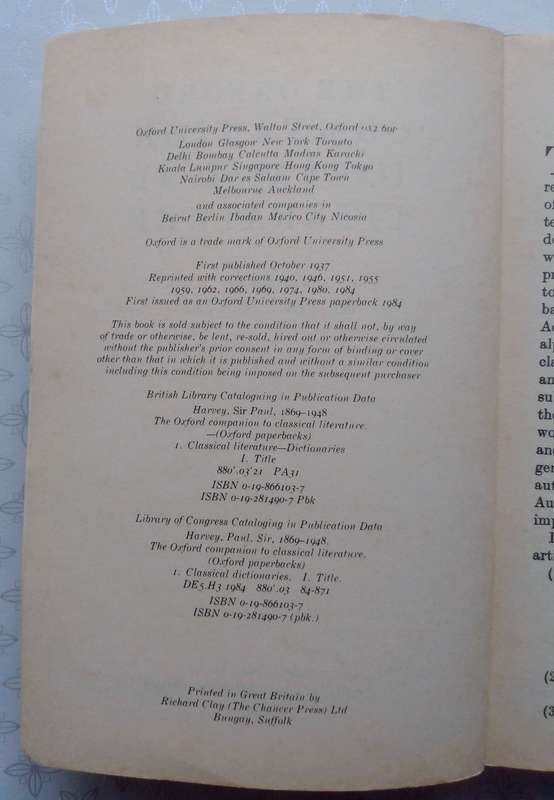 Oxford University Press, Walton Street, Oxford OX2 6DP
London Glasgow New York Toronto
Delhi Bombay Calcutta Madras Karachi
Kuala Lumpur Singapore Hong Kong Tokyo
Nairobi Dar es Salaam Cape Town
Melbourne Auckland
and associated companies in
Beirut Berlin Ibadan Mexico City Nicosia
Oxford is a trade mark of Oxford University Press
First published October 1937
Reprinted with corrections 1940, 1946, 1951, 1955
1959, 1962, 1966, 1969, 1974, 1980, 1984
First issued as an Oxford University Press paperback 1984
This book is sold subject to the condition that it shall not, by way
of trade or otherwise, be lent, re-sold, hired out or otherwise circulated
without the publisher's prior consent in any form of binding or cover
other than that in which it is published and without a similar condition
including this condition being imposed on the subsequent purchaser
British Library Cataloguing in Publication Data
Harvey, Sir Paul, 1869–1948
The Oxford companion to classical literature.
—(Oxford paperbacks)
1. Classical literature—Dictionaries
I. Title
880'.03'21 PA31
ISBN 0-19-866103-7
ISBN 0-19-281490-7 Pbk
Library of Congress Cataloging in Publication Data
Harvey, Paul, Sir, 1869–1948.
The Oxford companion to classical literature.
(Oxford paperbacks)
1. Classical dictionaries. I. Title.
DE5.H3 1984 880'.03 84-871
ISBN 0-19-866103-7
ISBN 0-19-281490-7 (pbk.)
Printed in Great Britain by
Richard Clay (The Chaucer Press) Ltd
Bungay, Suffolk